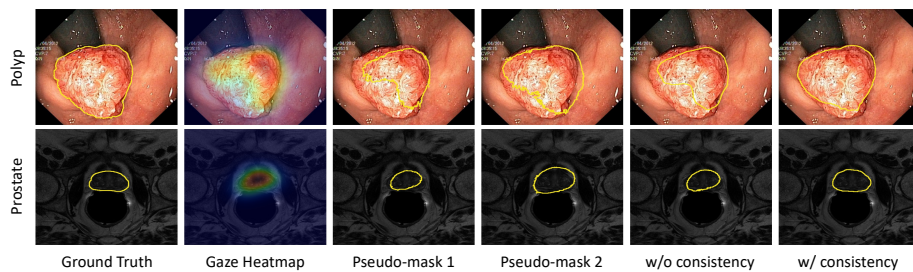 Polyp
Prostate
Ground Truth
Gaze Heatmap
Pseudo-mask 1
Pseudo-mask 2
w/o consistency
w/ consistency